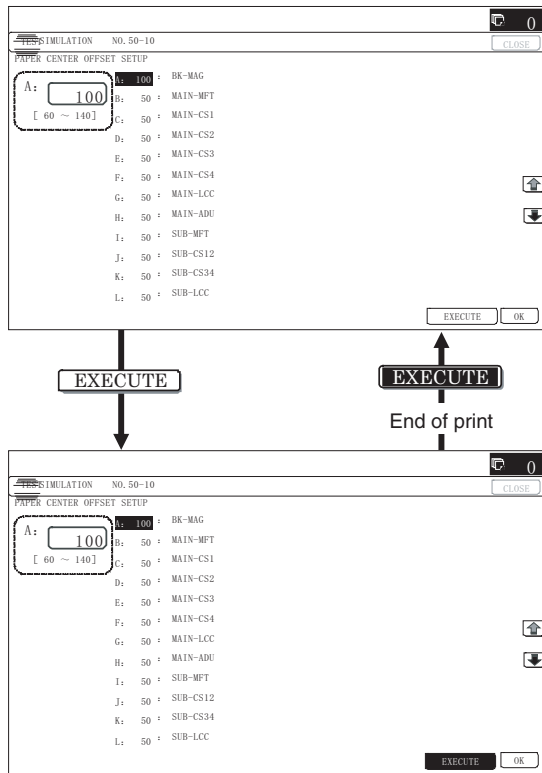 0
TEST SIMULATION NO. 50-10
CLOSE
PAPER CENTER OFFSET SETUP
A: 100
[ 60 ~ 140]
A: 100 : BK-MAG
B: 50 : MAIN-MFT
C: 50 : MAIN-CS1
D: 50 : MAIN-CS2
E: 50 : MAIN-CS3
F: 50 : MAIN-CS4
G: 50 : MAIN-LCC
H: 50 : MAIN-ADU
I: 50 : SUB-MFT
J: 50 : SUB-CS12
K: 50 : SUB-CS34
L: 50 : SUB-LCC
EXECUTE OK
EXECUTE
EXECUTE
End of print
0
TEST SIMULATION NO. 50-10
CLOSE
PAPER CENTER OFFSET SETUP
A: 100
[ 60 ~ 140]
A: 100 : BK-MAG
B: 50 : MAIN-MFT
C: 50 : MAIN-CS1
D: 50 : MAIN-CS2
E: 50 : MAIN-CS3
F: 50 : MAIN-CS4
G: 50 : MAIN-LCC
H: 50 : MAIN-ADU
I: 50 : SUB-MFT
J: 50 : SUB-CS12
K: 50 : SUB-CS34
L: 50 : SUB-LCC
EXECUTE OK